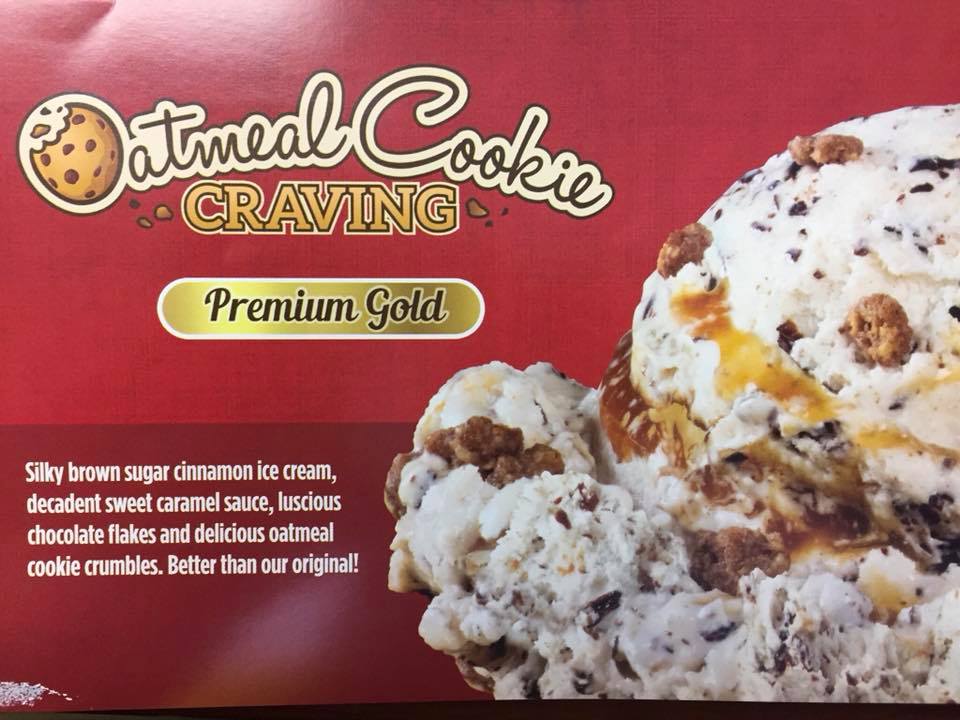 Oatmeal Cookie
CRAVING
Premium Gold
Silky brown sugar cinnamon ice cream,
decadent sweet caramel sauce, luscious
chocolate flakes and delicious oatmeal
cookie crumbles. Better than our original!